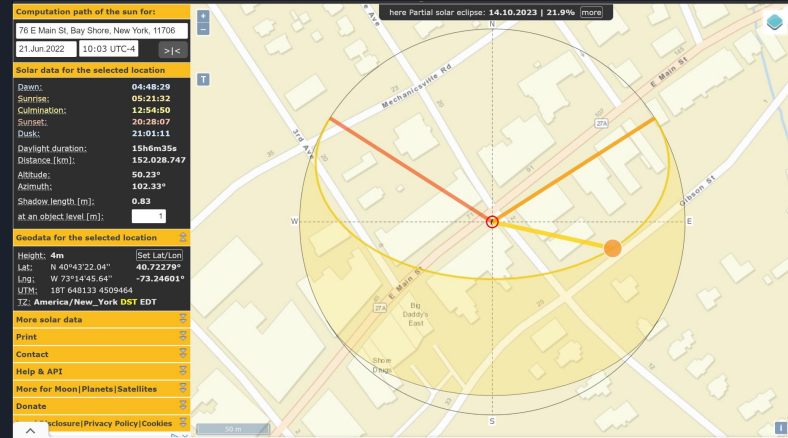 Computation path of the sun for:
76 E Main St, Bay Shore, New York, 11706
21.Jun.2022 10:03 UTC-4 >|<
Solar data for the selected location
Dawn: 04:48:29
Sunrise: 05:21:32
Culmination: 12:54:50
Sunset: 20:28:07
Dusk: 21:01:11
Daylight duration: 15h6m35s
Distance [km]: 152.028.747
Altitude: 50.23°
Azimuth: 102.33°
Shadow length [m]: 0.83
at an object level [m]: 1
Geodata for the selected location
Height: 4m Set Lat/Lon
Lat: N 40°43'22.04'' 40.72279°
Lng: W 73°14'45.64'' -73.24601°
UTM: 18T 648133 4509464
TZ: America/New_York DST EDT
More solar data
Print
Contact
Help & API
More for Moon|Planets|Satellites
Donate
Disclosure|Privacy Policy|Cookies
+
−
T
here Partial solar eclipse: 14.10.2023 | 21.9% more
N
Mechanicsville Rd
E Main St
27A
3rd Ave
Gibson St
W
E
E Main St
27A
Big
Daddy's
East
Shore
S
50 m
i